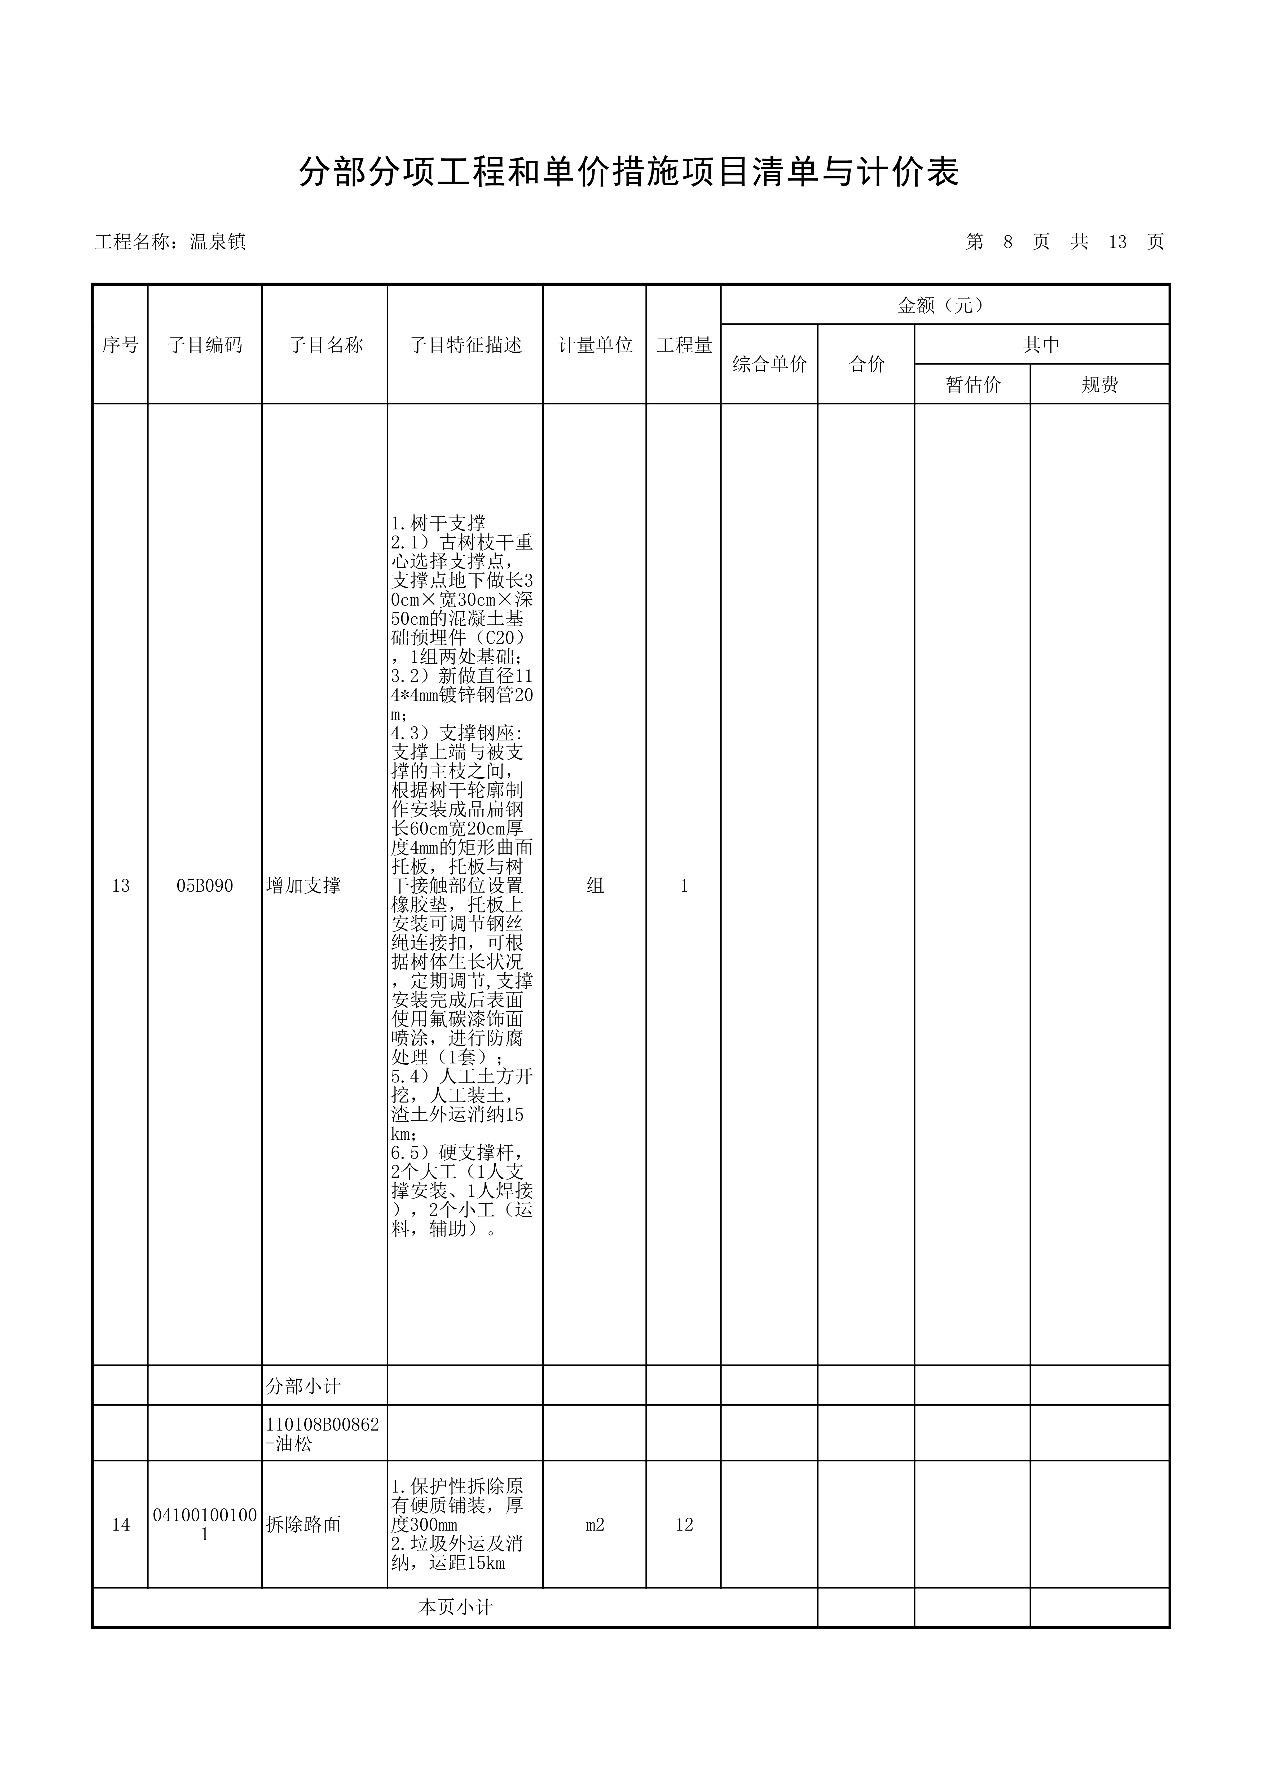 分部分项工程和单价措施项目清单与计价表
工程名称：温泉镇
第 8 页 共 13 页
序号 子目编码 子目名称 子目特征描述 计量单位 工程量 金额（元）
综合单价 合价 其中
暂估价 规费
13 05B090 增加支撑
1.树干支撑
2.1）古树枝干重
心选择支撑点，
支撑点地下做长3
0cm×宽30cm×深
50cm的混凝土基
础预埋件（C20）
，1组两处基础；
3.2）新做直径11
4*4mm镀锌钢管20
m；
4.3）支撑钢座：
支撑上端与被支
撑的主枝之间，
根据树干轮廓制
作安装成品扁钢
长60cm宽20cm厚
度4mm的矩形曲面
托板，托板与树
干接触部位设置
橡胶垫，托板上
安装可调节钢丝
绳连接扣，可根
据树体生长状况
，定期调节,支撑
安装完成后表面
使用氟碳漆饰面
喷涂，进行防腐
处理（1套）；
5.4）人工土方开
挖，人工装土，
渣土外运消纳15
km；
6.5）硬支撑杆，
2个大工（1人支
撑安装、1人焊接
），2个小工（运
料，辅助）。
组 1
分部小计
110108B00862
-油松
14 04100100100
1
拆除路面
1.保护性拆除原
有硬质铺装，厚
度300mm
2.垃圾外运及消
纳，运距15km
m2 12
本页小计